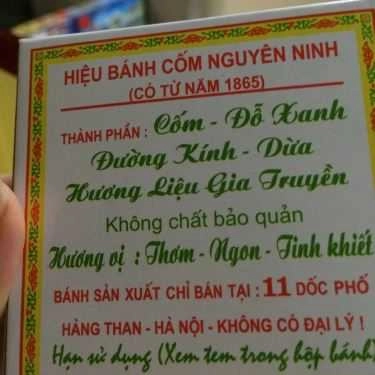 HIỆU BÁNH CỐM NGUYÊN NINH
(CÓ TỪ NĂM 1865)
THÀNH PHẦN : Cốm - Đỗ Xanh
Đường Kính - Dừa
Hương Liệu Gia Truyền
Không chất bảo quản
Hương vị : Thơm - Ngon - Tinh khiết
BÁNH SẢN XUẤT CHỈ BÁN TẠI : 11 DỐC PHỐ
HÀNG THAN - HÀ NỘI - KHÔNG CÓ ĐẠI LÝ !
Hạn sử dụng (Xem tem trong hộp bánh)